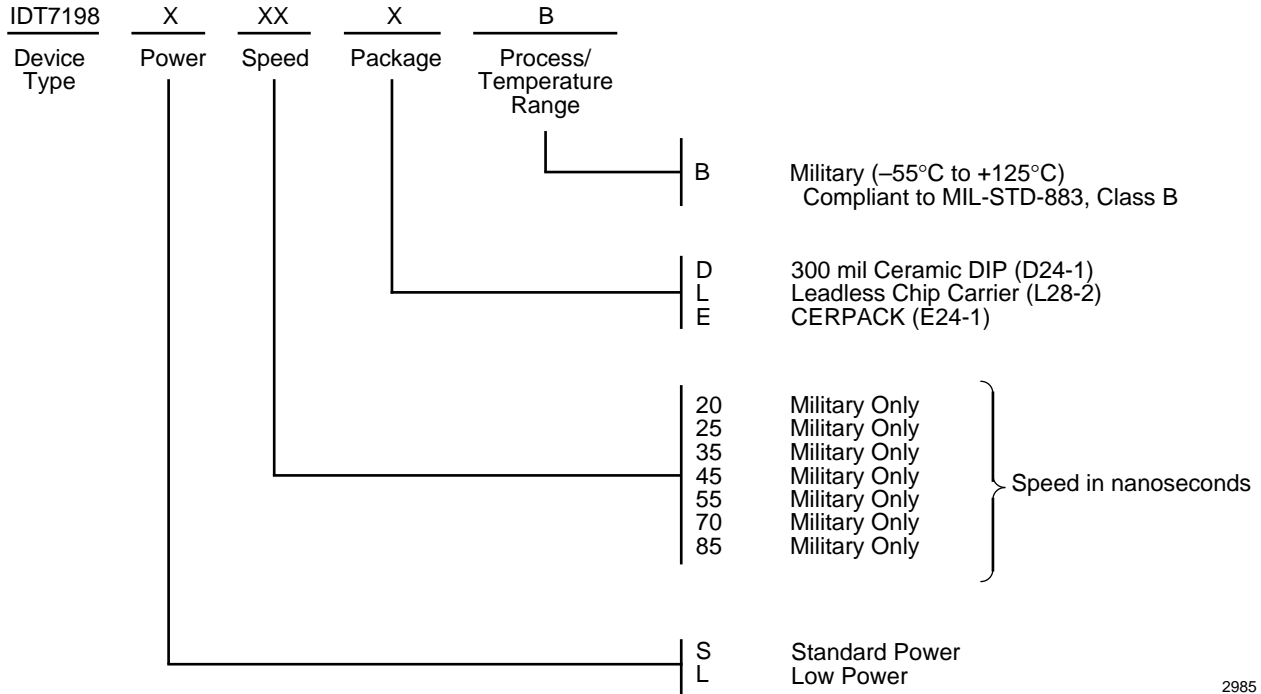 IDT7198 X XX X B
Device Type
Power
Speed
Package
Process/ Temperature Range
B Military (–55°C to +125°C)
Compliant to MIL-STD-883, Class B
D 300 mil Ceramic DIP (D24-1)
L Leadless Chip Carrier (L28-2)
E CERPACK (E24-1)
20 Military Only
25 Military Only
35 Military Only
45 Military Only
55 Military Only
70 Military Only
85 Military Only
Speed in nanoseconds
S Standard Power
L Low Power
2985